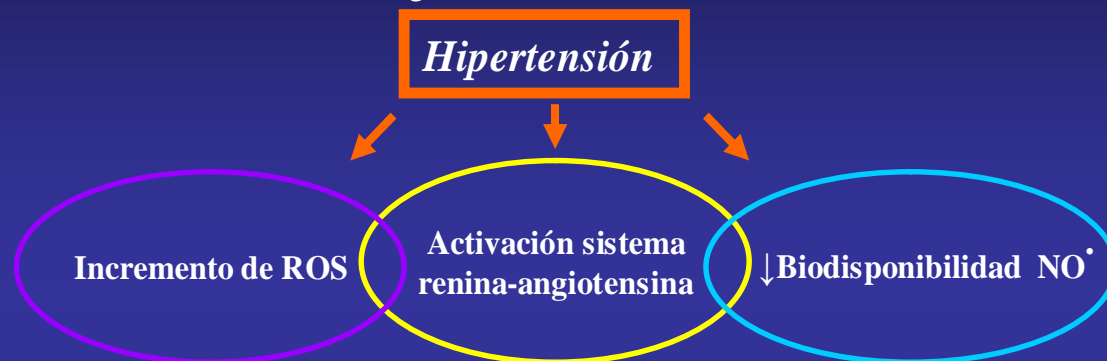 Hipertensión
Incremento de ROS
Activación sistema
renina-angiotensina
↓Biodisponibilidad NO•